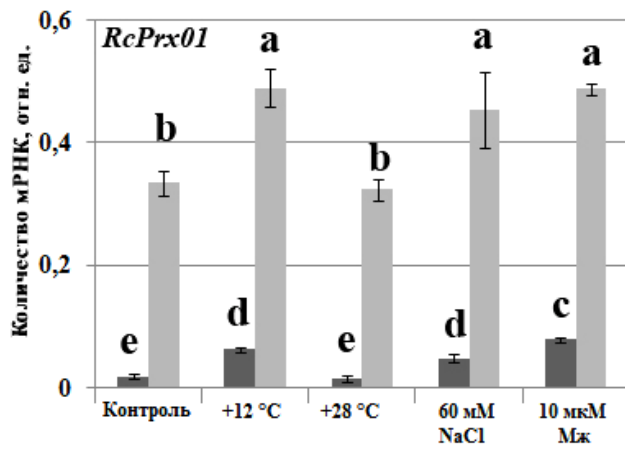 Количество мРНК, отн. ед.
0,6
0,4
0,2
0
RcPrx01
e
b
d
a
e
b
d
a
c
a
Контроль
+12 °C
+28 °C
60 мМ
NaCl
10 мкМ
Мж